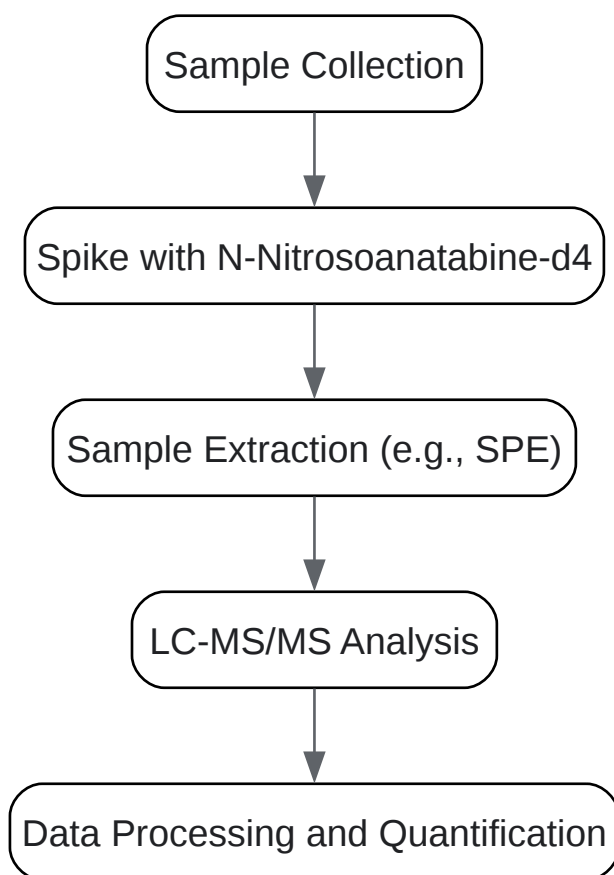 Sample Collection
Spike with N-Nitrosoanatabine-d4
Sample Extraction (e.g., SPE)
LC-MS/MS Analysis
Data Processing and Quantification